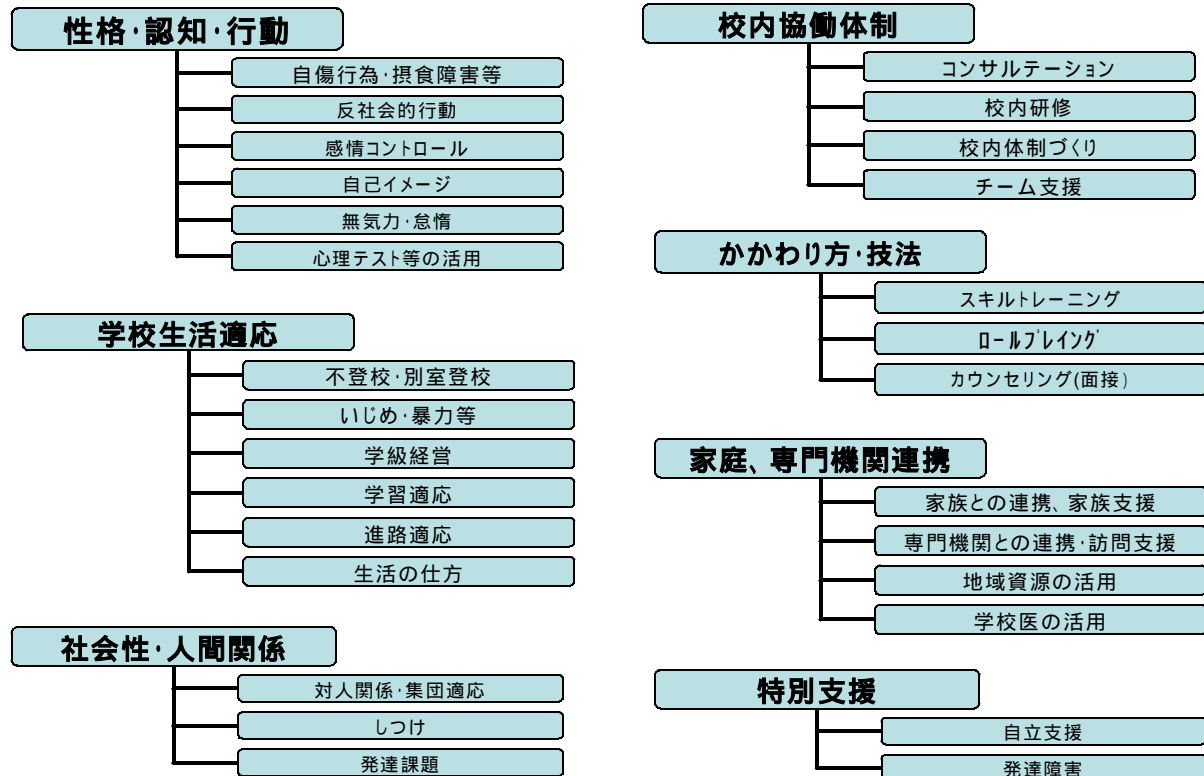 性格･認知･行動
自傷行為･摂食障害等
反社会的行動
感情コントロール
自己イメージ
無気力･怠惰
心理テスト等の活用
学校生活適応
不登校･別室登校
いじめ･暴力等
学級経営
学習適応
進路適応
生活の仕方
社会性･人間関係
対人関係･集団適応
しつけ
発達課題
校内協働体制
コンサルテーション
校内研修
校内体制づくり
チーム支援
かかわり方･技法
スキルトレーニング
ロールプレイング
カウンセリング(面接)
家庭、専門機関連携
家族との連携、家族支援
専門機関との連携･訪問支援
地域資源の活用
学校医の活用
特別支援
自立支援
発達障害